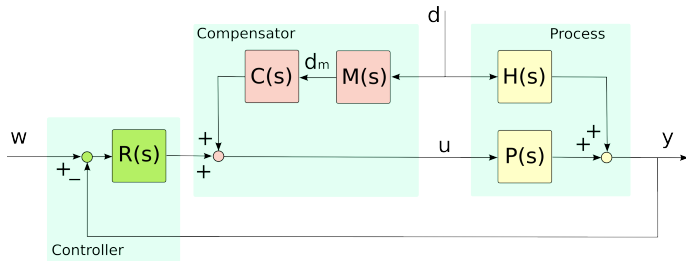 d
Compensator
Process
C(s)
dm
M(s)
H(s)
w
R(s)
+
+
u
P(s)
+
+
y
+
−
Controller